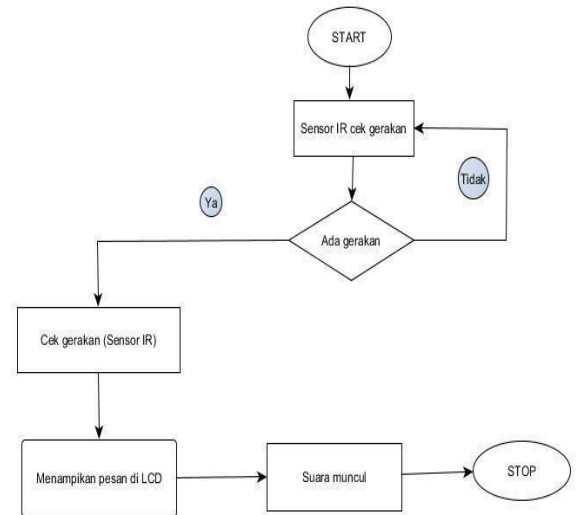 START
Sensor IR cek gerakan
Tidak
Ya
Ada gerakan
Cek gerakan (Sensor IR)
Menampikan pesan di LCD
Suara muncul
STOP